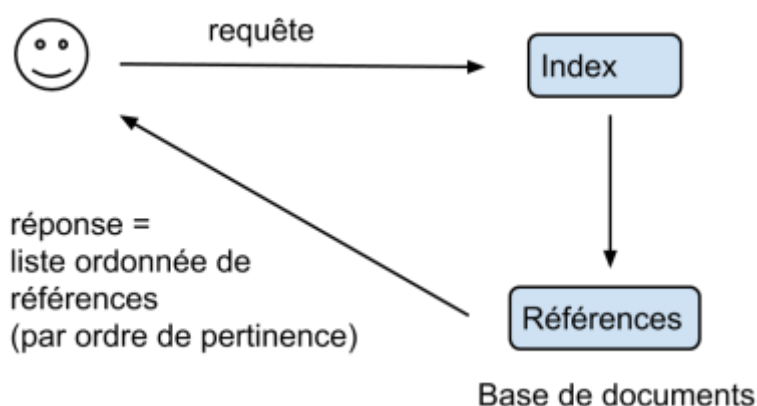 requête
Index
réponse =
liste ordonnée de
références
(par ordre de pertinence)
Références
Base de documents